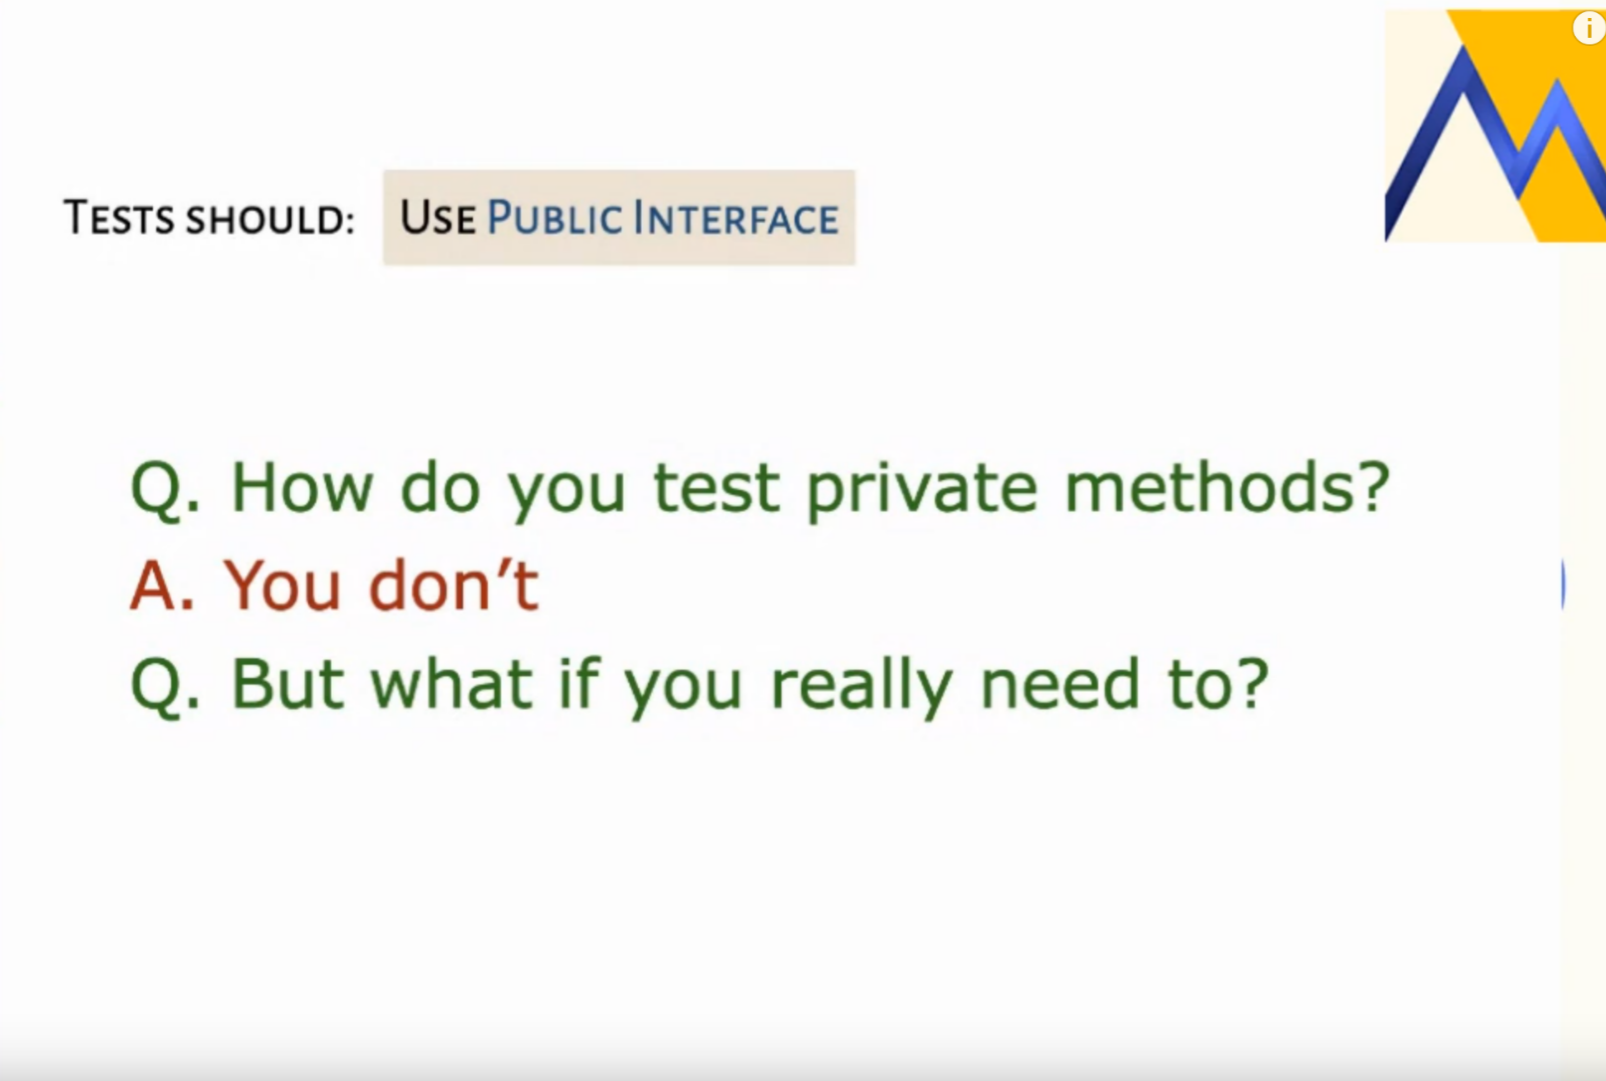 TESTS SHOULD: USE PUBLIC INTERFACE
Q. How do you test private methods?
A. You don’t
Q. But what if you really need to?